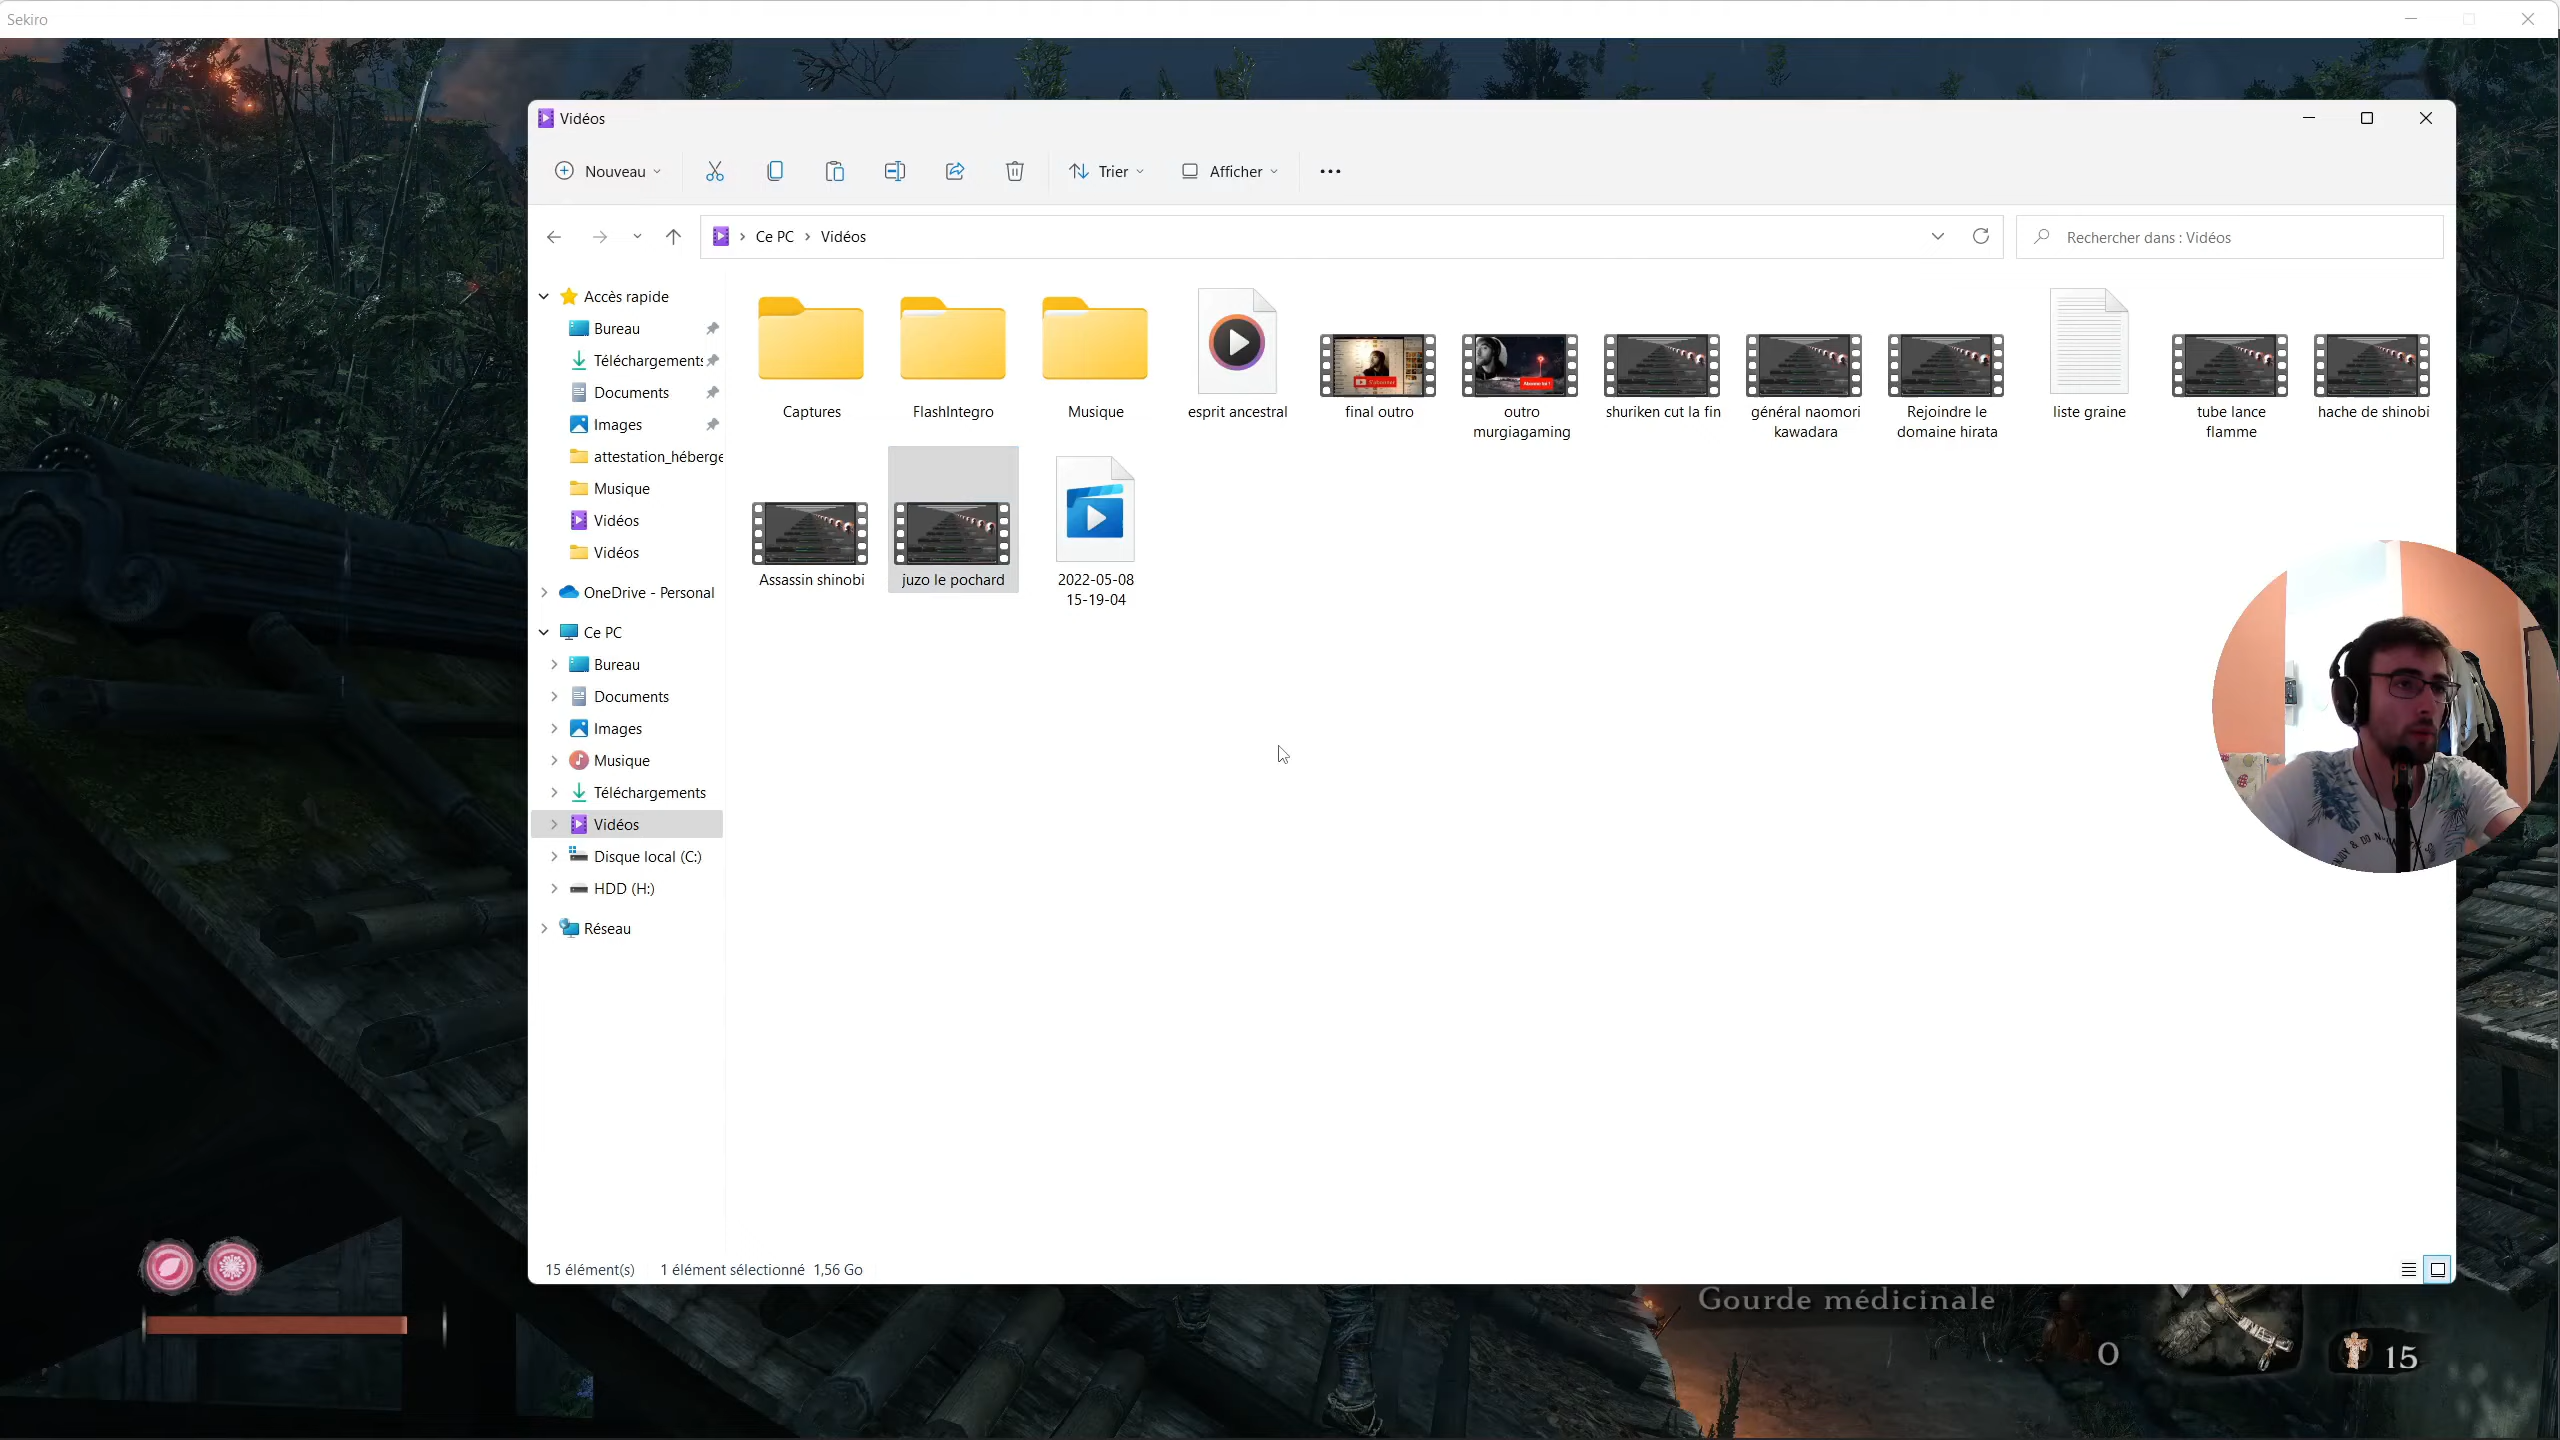 Sekiro
Vidéos
Nouveau
Trier
Afficher
Ce PC
Vidéos
Rechercher dans : Vidéos
Accès rapide
Bureau
Téléchargements
Documents
Images
attestation_héberge
Musique
Vidéos
Vidéos
OneDrive - Personal
Ce PC
Bureau
Documents
Images
Musique
Téléchargements
Vidéos
Disque local (C:)
HDD (H:)
Réseau
Captures
FlashIntegro
Musique
esprit ancestral
final outro
outro
murgiagaming
shuriken cut la fin
général naomori
kawadara
Rejoindre le
domaine hirata
liste graine
tube lance
flamme
hache de shinobi
Assassin shinobi
juzo le pochard
2022-05-08
15-19-04
15 élément(s)
1 élément sélectionné 1,56 Go
Gourde médicinale
0
15